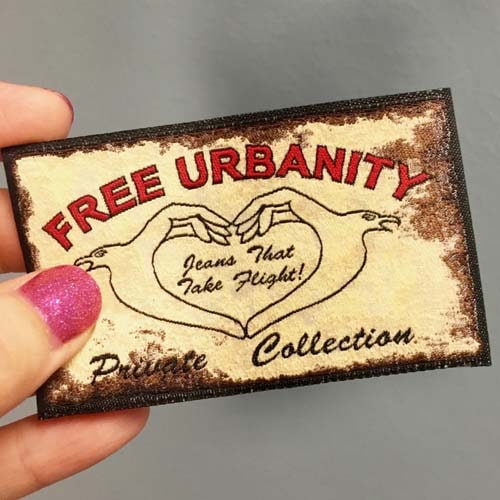 FREE URBANITY
Jeans That
Take Flight!
Private Collection